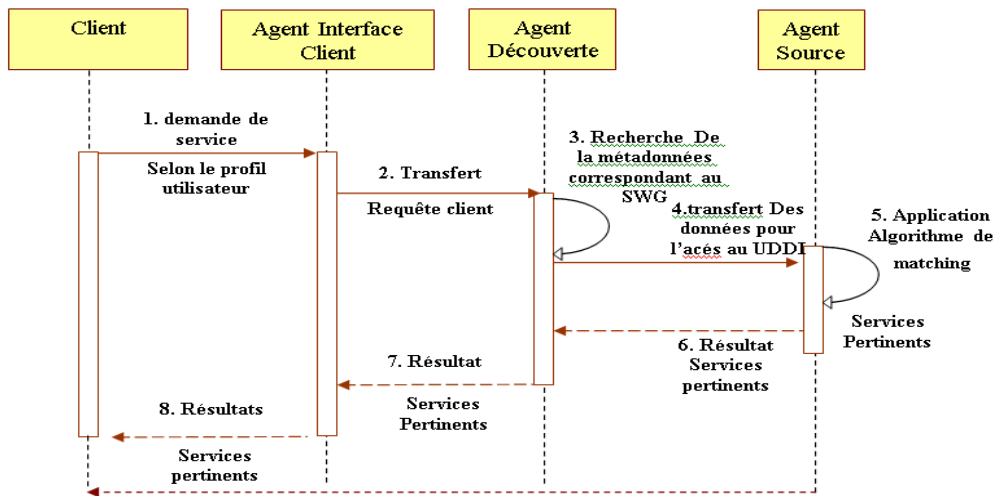 Client
Agent Interface
Client
Agent
Découverte
Agent
Source
1. demande de
service
Selon le profil
utilisateur
2. Transfert
Requête client
3. Recherche De
la métadonnées
correspondant au
SWG
4.transfert Des
données pour
l'acés au UDDI
5. Application
Algorithme de
matching
Services
Pertinents
6. Résultat
Services
pertinents
7. Résultat
Services
Pertinents
8. Résultats
Services
pertinents